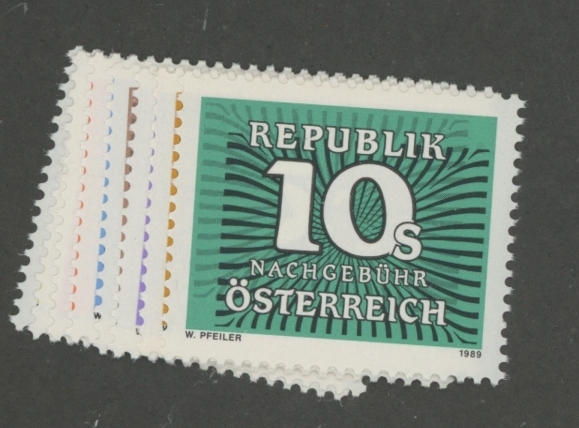 REPUBLIK
10s
NACHGEBÜHR
ÖSTERREICH
W. PFEILER
1989